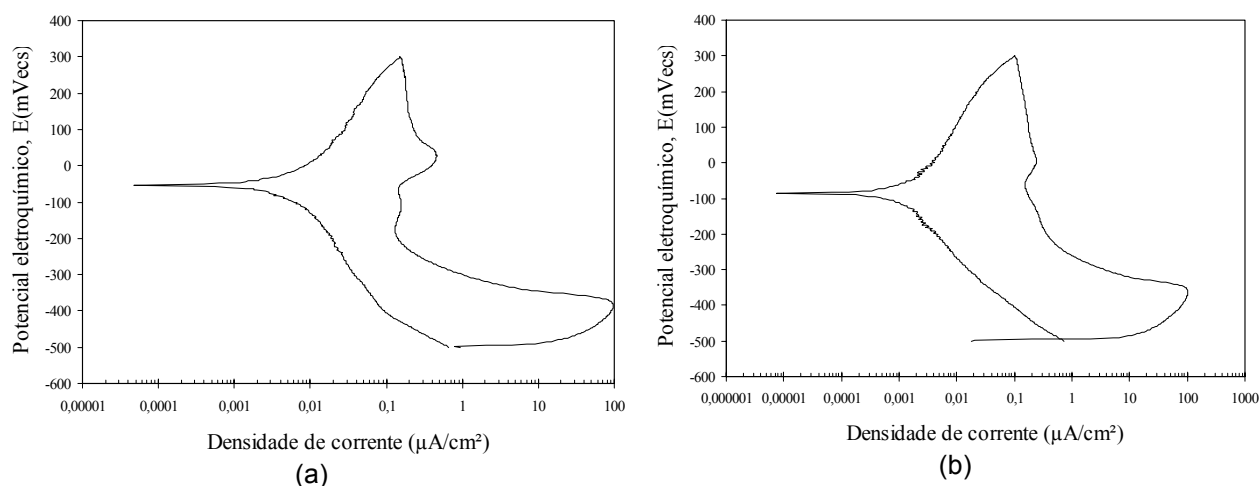 Potencial eletroquímico, E(mVecs)
400
300
200
100
0
-100
-200
-300
-400
-500
-600
0,00001 0,0001 0,001 0,01 0,1 1 10 100
Densidade de corrente (µA/cm²)
(a)
Potencial eletroquímico, E(mVecs)
400
300
200
100
0
-100
-200
-300
-400
-500
-600
0,000001 0,00001 0,0001 0,001 0,01 0,1 1 10 100 1000
Densidade de corrente (µA/cm²)
(b)